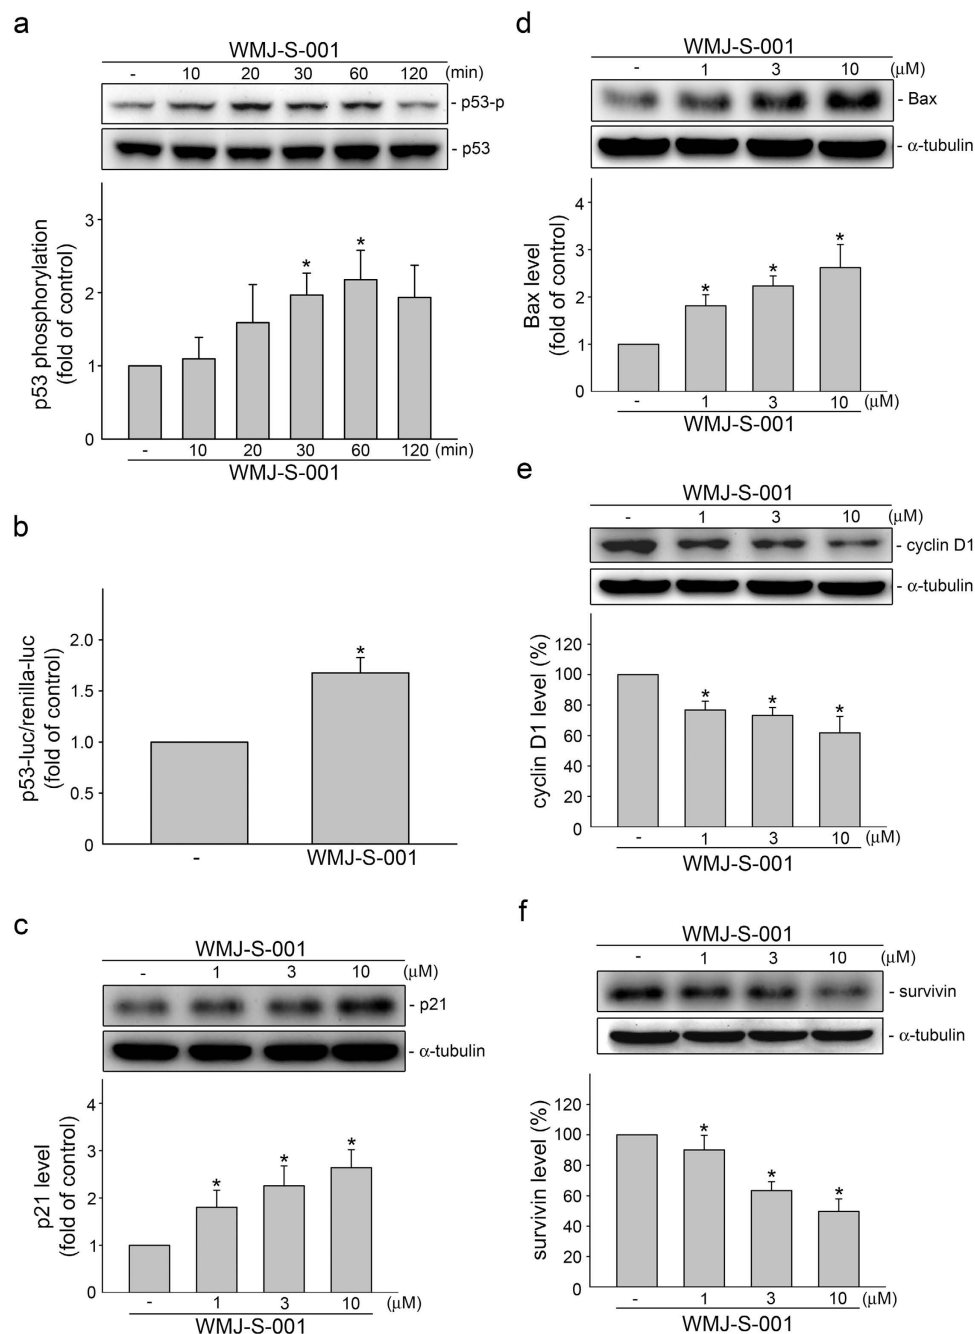 a
WMJ-S-001
- 10 20 30 60 120 (min)
- p53-p
- p53
p53 phosphorylation
(fold of control)
3
2
1
0
- 10 20 30 60 120 (min)
* *
WMJ-S-001
b
p53-luc/renilla-luc
(fold of control)
2.0
1.5
1.0
0.5
0
*
- WMJ-S-001
c
WMJ-S-001
- 1 3 10 (μM)
- p21
- α-tubulin
p21 level
(fold of control)
4
3
2
1
0
* * *
- 1 3 10 (μM)
WMJ-S-001
d
WMJ-S-001
- 1 3 10 (μM)
- Bax
- α-tubulin
Bax level
(fold of control)
4
3
2
1
0
* * *
- 1 3 10 (μM)
WMJ-S-001
e
WMJ-S-001
- 1 3 10 (μM)
- cyclin D1
- α-tubulin
cyclin D1 level (%)
120
100
80
60
40
20
0
* * *
- 1 3 10 (μM)
WMJ-S-001
f
WMJ-S-001
- 1 3 10 (μM)
- survivin
- α-tubulin
survivin level (%)
120
100
80
60
40
20
0
* * *
- 1 3 10 (μM)
WMJ-S-001